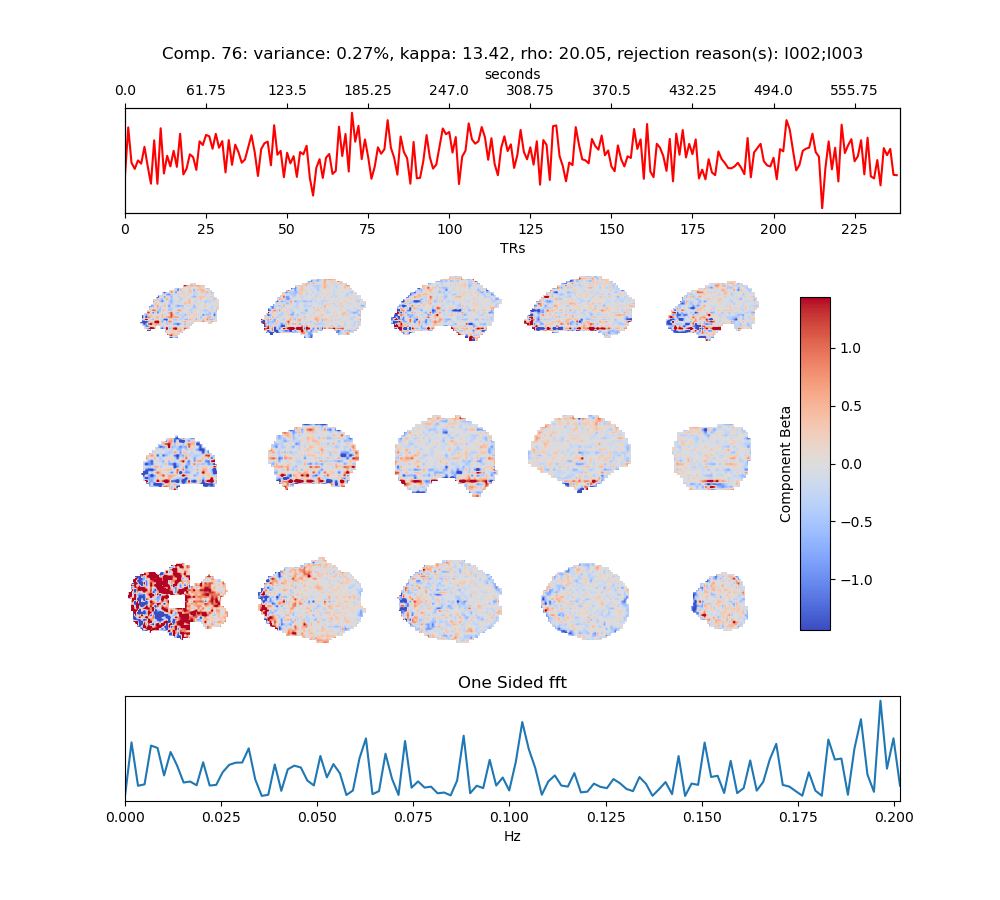 Comp. 76: variance: 0.27%, kappa: 13.42, rho: 20.05, rejection reason(s): I002;I003
seconds
0.0 61.75 123.5 185.25 247.0 308.75 370.5 432.25 494.0 555.75
0 25 50 75 100 125 150 175 200 225
TRs
1.0
0.5
0.0
−0.5
−1.0
Component Beta
One Sided fft
0.000 0.025 0.050 0.075 0.100 0.125 0.150 0.175 0.200
Hz